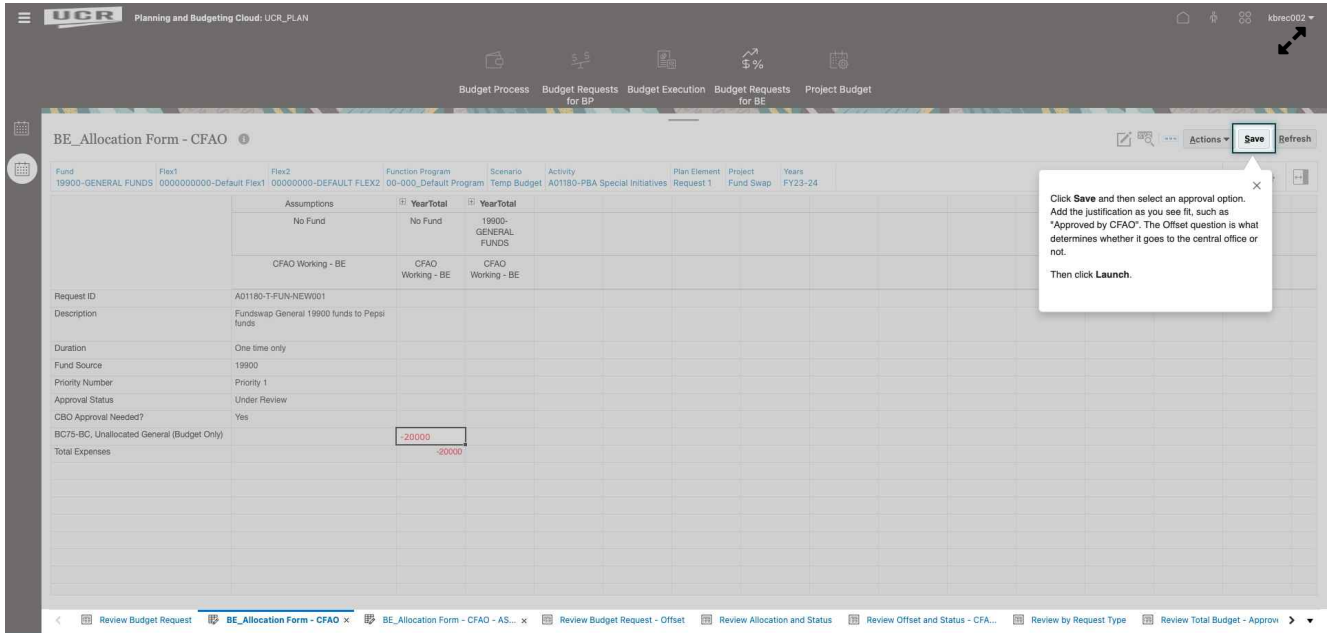 UCR Planning and Budgeting Cloud: UCR_PLAN kbrec002
Budget Process Budget Requests for BP Budget Execution Budget Requests for BE Project Budget
BE_Allocation Form - CFAO
Actions Save Refresh
Fund Flex1 Flex2 Function Program Scenario Activity Plan Element Project Years
19900-GENERAL FUNDS 0000000000-Default Flex1 00000000-DEFAULT FLEX2 00-000_Default Program Temp Budget A01180-PBA Special Initiatives Request 1 Fund Swap FY23-24
Assumptions YearTotal YearTotal
No Fund No Fund 19900-
GENERAL
FUNDS
CFAO Working - BE CFAO CFAO
Working - BE Working - BE
Request ID A01180-T-FUN-NEW001
Description Fundswap General 19900 funds to Pepsi
funds
Duration One time only
Fund Source 19900
Priority Number Priority 1
Approval Status Under Review
CBO Approval Needed? Yes
BC75-BC, Unallocated General (Budget Only) -20000
Total Expenses -20000
Click Save and then select an approval option.
Add the justification as you see fit, such as
"Approved by CFAO". The Offset question is what
determines whether it goes to the central office or
not.
Then click Launch.
Review Budget Request BE_Allocation Form - CFAO BE_Allocation Form - CFAO - AS... Review Budget Request - Offset Review Allocation and Status Review Offset and Status - CFA... Review by Request Type Review Total Budget - Approve